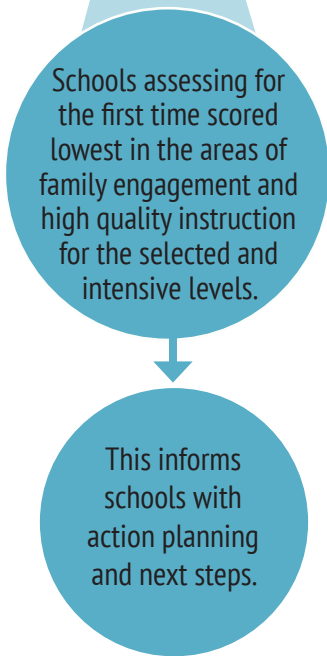 Schools assessing for
the first time scored
lowest in the areas of
family engagement and
high quality instruction
for the selected and
intensive levels.
This informs
schools with
action planning
and next steps.